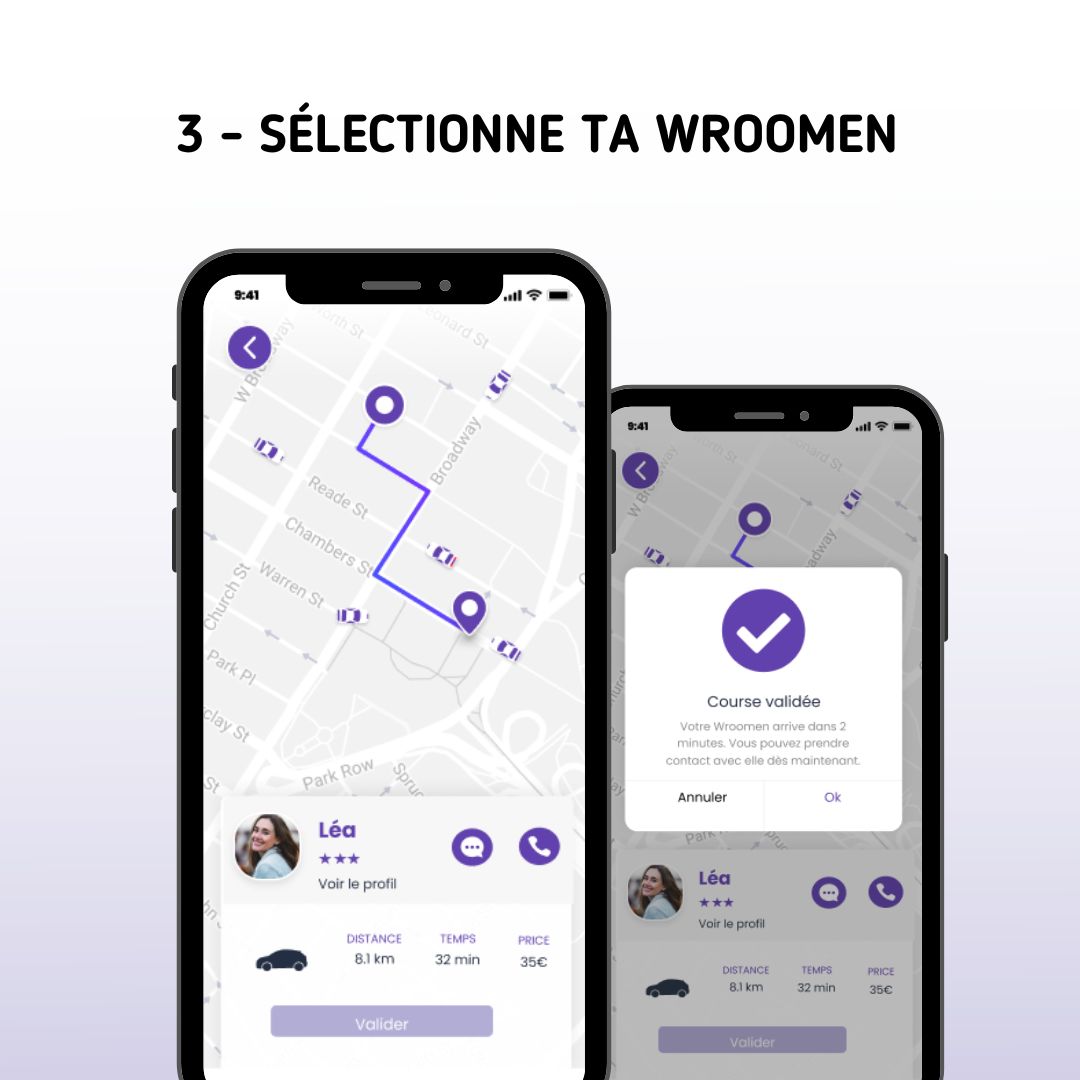 3 - SÉLECTIONNE TA WROOMEN
9:41
Leonard St
W Broadway
Broadway
Reade St
Chambers St
Warren St
Church St
Park Pl
St
Park Row
Léa
Voir le profil
DISTANCE TEMPS PRICE
8.1 km 32 min 35€
Valider
9:41
Leonard St
Course validée
Votre Wroomen arrive dans 2
minutes. Vous pouvez prendre
contact avec elle dès maintenant.
Annuler Ok
Léa
Voir le profil
DISTANCE TEMPS PRICE
8.1 km 32 min 35€
Valider